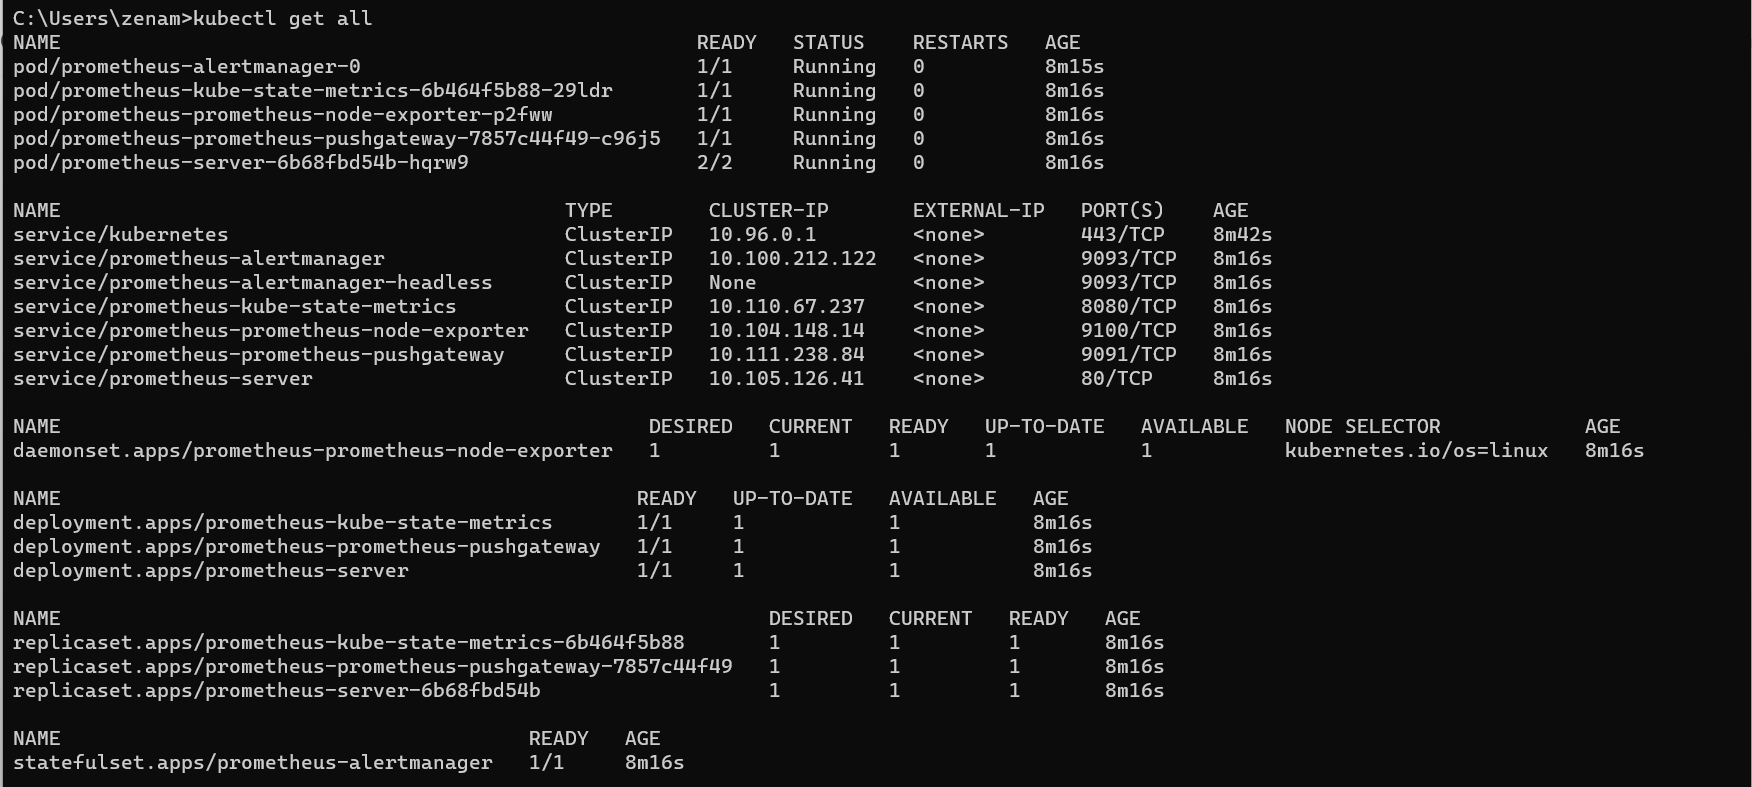 C:\Users\zenam>kubectl get all
NAME READY STATUS RESTARTS AGE
pod/prometheus-alertmanager-0 1/1 Running 0 8m15s
pod/prometheus-kube-state-metrics-6b464f5b88-29ldr 1/1 Running 0 8m16s
pod/prometheus-prometheus-node-exporter-p2fww 1/1 Running 0 8m16s
pod/prometheus-prometheus-pushgateway-7857c44f49-c96j5 1/1 Running 0 8m16s
pod/prometheus-server-6b68fbd54b-hqrw9 2/2 Running 0 8m16s
NAME TYPE CLUSTER-IP EXTERNAL-IP PORT(S) AGE
service/kubernetes ClusterIP 10.96.0.1 <none> 443/TCP 8m42s
service/prometheus-alertmanager ClusterIP 10.100.212.122 <none> 9093/TCP 8m16s
service/prometheus-alertmanager-headless ClusterIP None <none> 9093/TCP 8m16s
service/prometheus-kube-state-metrics ClusterIP 10.110.67.237 <none> 8080/TCP 8m16s
service/prometheus-prometheus-node-exporter ClusterIP 10.104.148.14 <none> 9100/TCP 8m16s
service/prometheus-prometheus-pushgateway ClusterIP 10.111.238.84 <none> 9091/TCP 8m16s
service/prometheus-server ClusterIP 10.105.126.41 <none> 80/TCP 8m16s
NAME DESIRED CURRENT READY UP-TO-DATE AVAILABLE NODE SELECTOR AGE
daemonset.apps/prometheus-prometheus-node-exporter 1 1 1 1 1 kubernetes.io/os=linux 8m16s
NAME READY UP-TO-DATE AVAILABLE AGE
deployment.apps/prometheus-kube-state-metrics 1/1 1 1 8m16s
deployment.apps/prometheus-prometheus-pushgateway 1/1 1 1 8m16s
deployment.apps/prometheus-server 1/1 1 1 8m16s
NAME DESIRED CURRENT READY AGE
replicaset.apps/prometheus-kube-state-metrics-6b464f5b88 1 1 1 8m16s
replicaset.apps/prometheus-prometheus-pushgateway-7857c44f49 1 1 1 8m16s
replicaset.apps/prometheus-server-6b68fbd54b 1 1 1 8m16s
NAME READY AGE
statefulset.apps/prometheus-alertmanager 1/1 8m16s